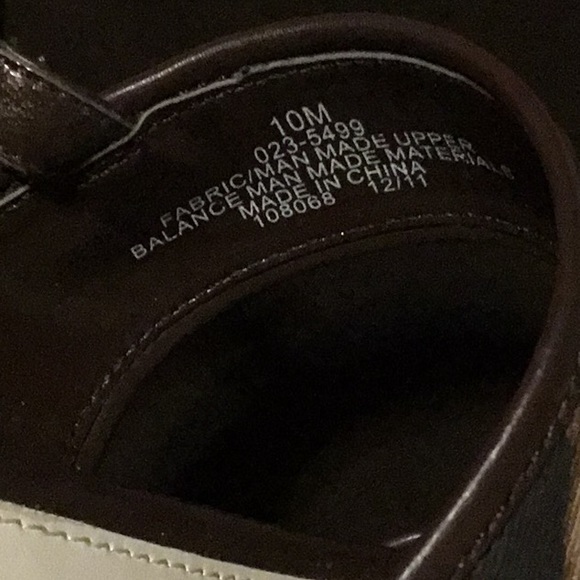 10M
023-5499
FABRIC/MAN MADE UPPER
BALANCE MAN MADE MATERIALS
MADE IN CHINA
108068 12/11